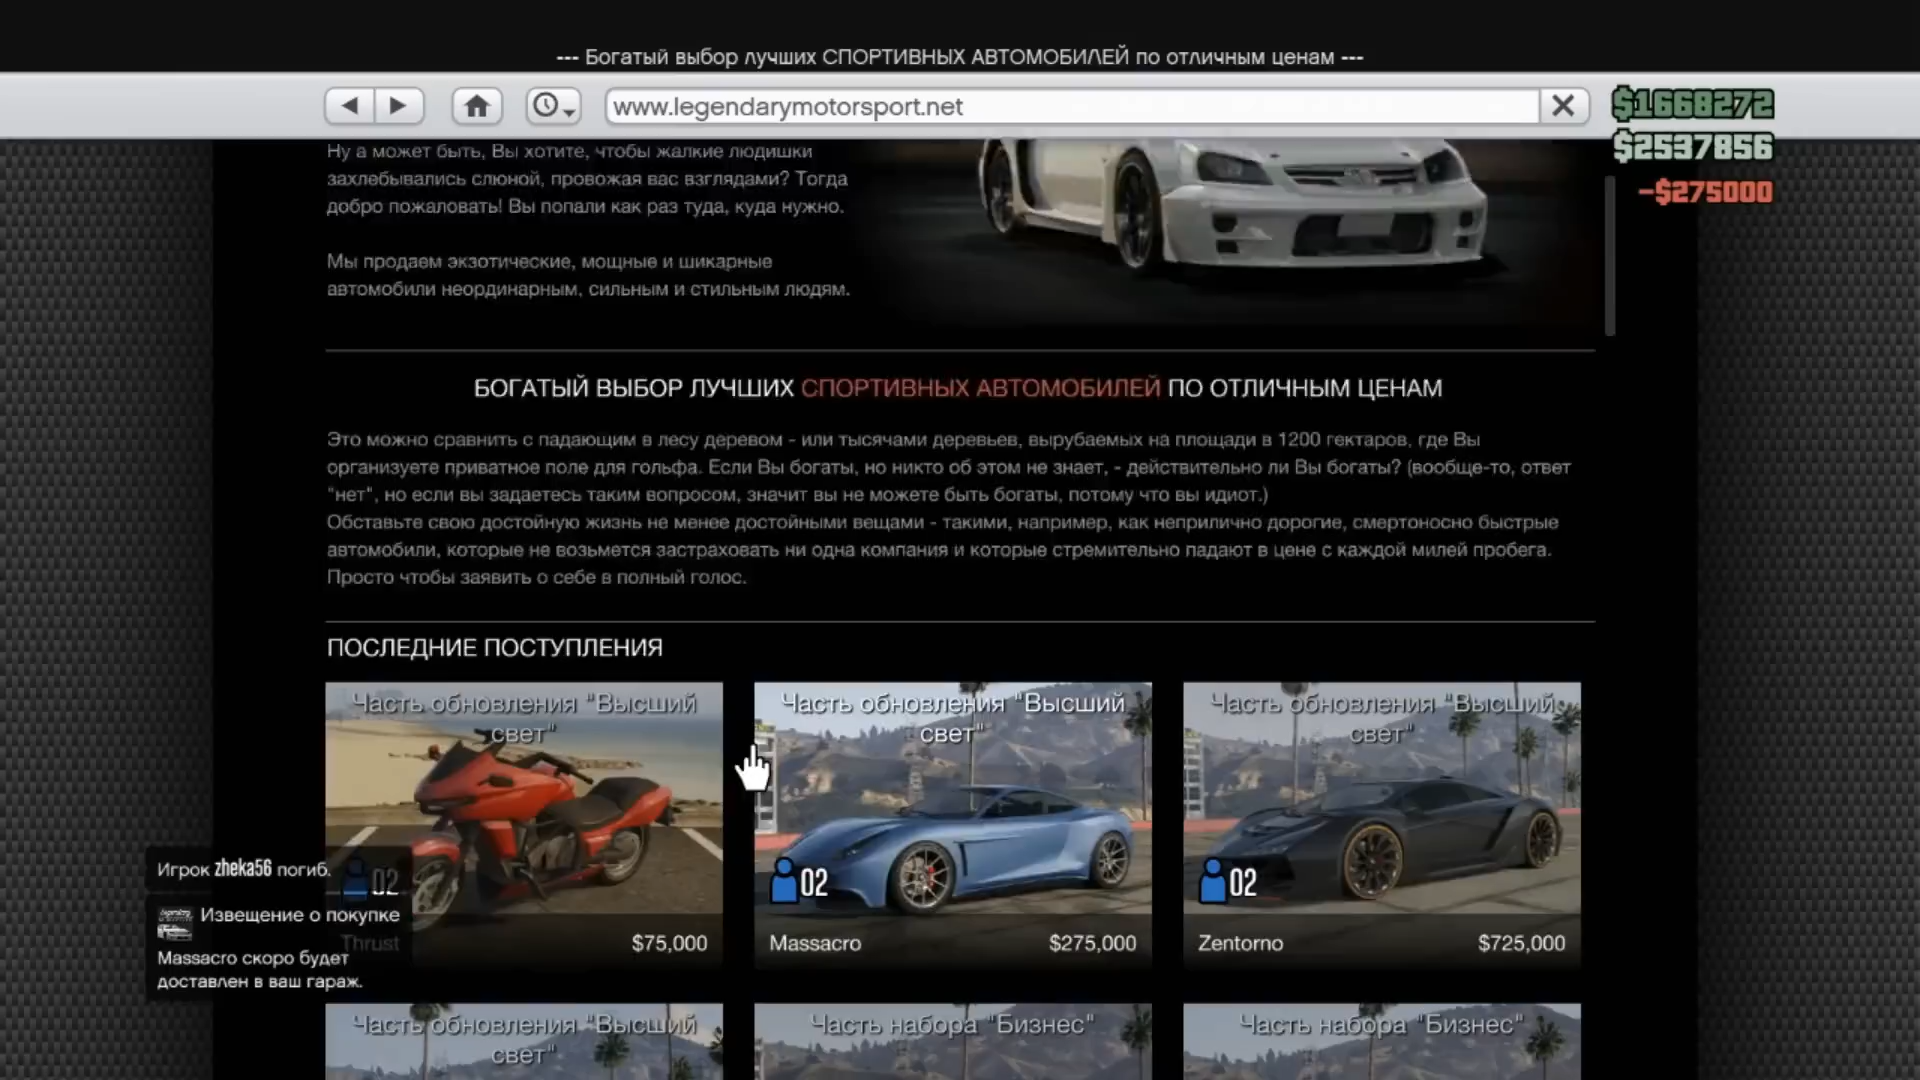 --- Богатый выбор лучших СПОРТИВНЫХ АВТОМОБИЛЕЙ по отличным ценам ---
www.legendarymotorsport.net
$1668272
$2537856
-$275000
Ну а может быть, Вы хотите, чтобы жалкие людишки
захлебывались слюной, провожая вас взглядами? Тогда
добро пожаловать! Вы попали как раз туда, куда нужно.
Мы продаем экзотические, мощные и шикарные
автомобили неординарным, сильным и стильным людям.
БОГАТЫЙ ВЫБОР ЛУЧШИХ СПОРТИВНЫХ АВТОМОБИЛЕЙ ПО ОТЛИЧНЫМ ЦЕНАМ
Это можно сравнить с падающим в лесу деревом - или тысячами деревьев, вырубаемых на площади в 1200 гектаров, где Вы
организуете приватное поле для гольфа. Если Вы богаты, но никто об этом не знает, - действительно ли Вы богаты? (вообще-то, ответ
"нет", но если вы задаетесь таким вопросом, значит вы не можете быть богаты, потому что вы идиот.)
Обставьте свою достойную жизнь не менее достойными вещами - такими, например, как неприлично дорогие, смертоносно быстрые
автомобили, которые не возьмется застраховать ни одна компания и которые стремительно падают в цене с каждой милей пробега.
Просто чтобы заявить о себе в полный голос.
ПОСЛЕДНИЕ ПОСТУПЛЕНИЯ
Часть обновления "Высший
свет"
02
Thrust
$75,000
Часть обновления "Высший
свет"
02
Massacro
$275,000
Часть обновления "Высший
свет"
02
Zentorno
$725,000
Игрок zheka56 погиб.
Извещение о покупке
Massacro скоро будет
доставлен в ваш гараж.
Часть обновления "Высший
свет"
Часть набора "Бизнес"
Часть набора "Бизнес"